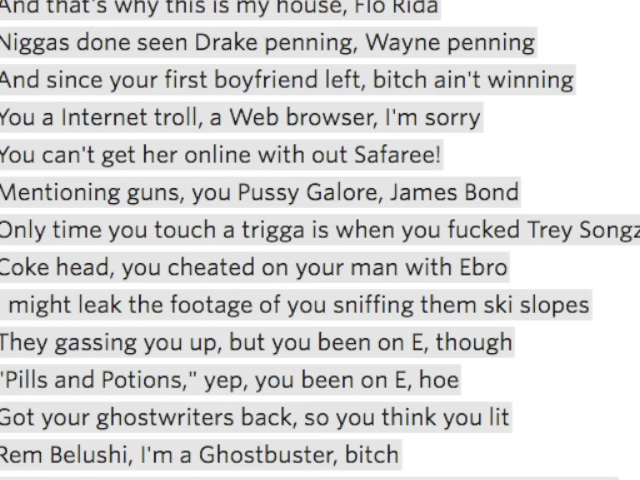 And that's why this is my house, Flo Rida
Niggas done seen Drake penning, Wayne penning
And since your first boyfriend left, bitch ain't winning
You a Internet troll, a Web browser, I'm sorry
You can't get her online with out Safaree!
Mentioning guns, you Pussy Galore, James Bond
Only time you touch a trigga is when you fucked Trey Songz
Coke head, you cheated on your man with Ebro
might leak the footage of you sniffing them ski slopes
They gassing you up, but you been on E, though
"Pills and Potions," yep, you been on E, hoe
Got your ghostwriters back, so you think you lit
Rem Belushi, I'm a Ghostbuster, bitch